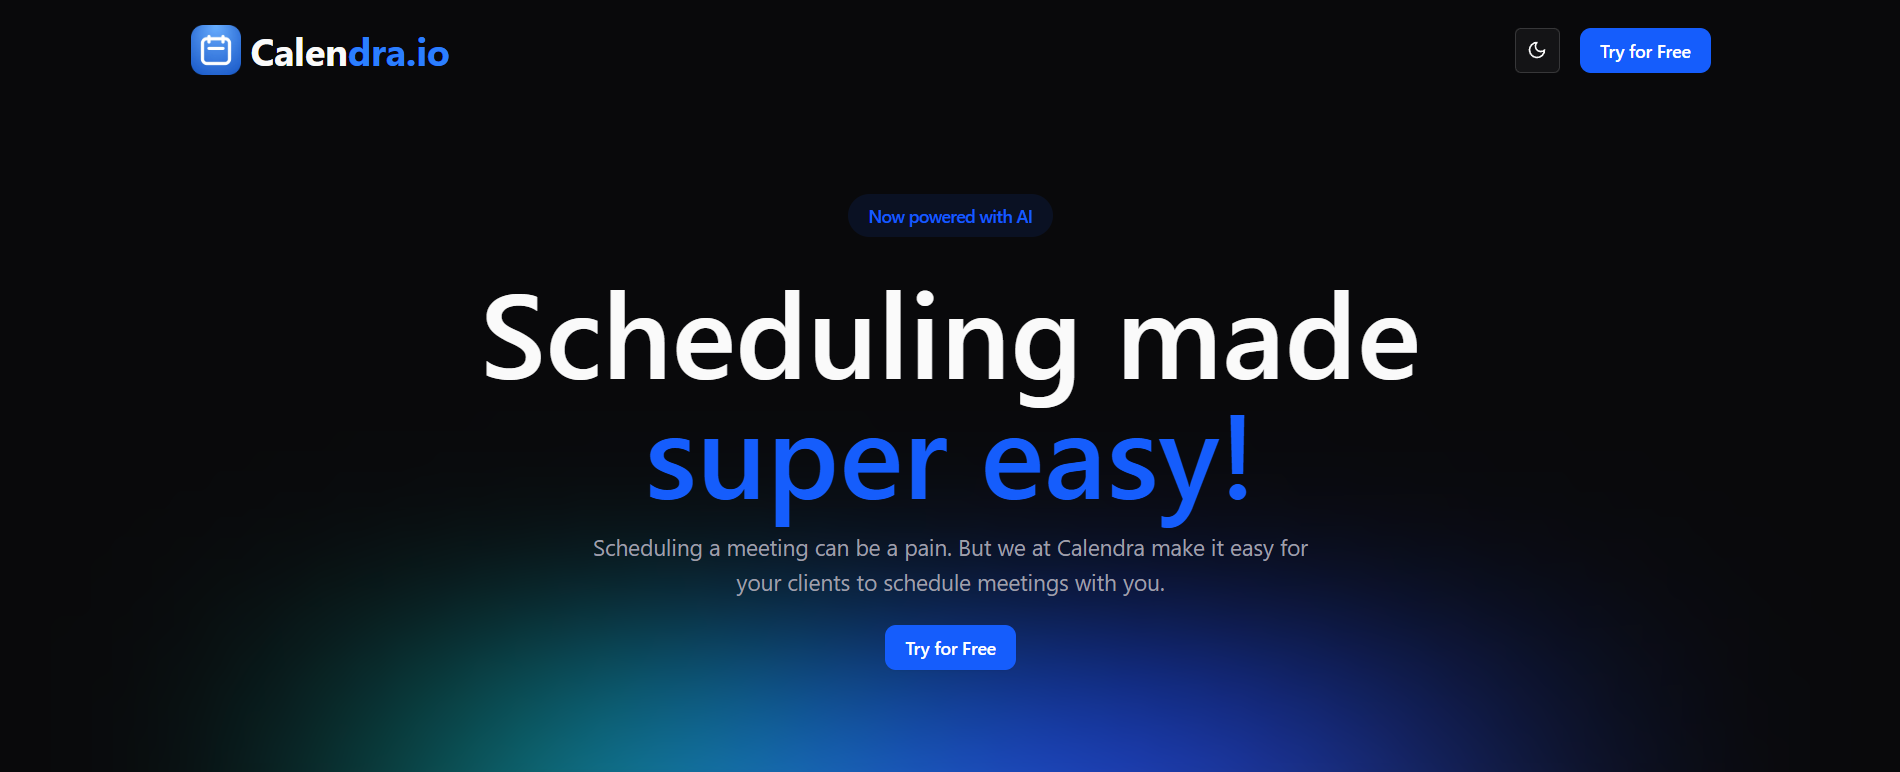 Calendra.io
Try for Free
Now powered with AI
Scheduling made
super easy!
Scheduling a meeting can be a pain. But we at Calendra make it easy for
your clients to schedule meetings with you.
Try for Free